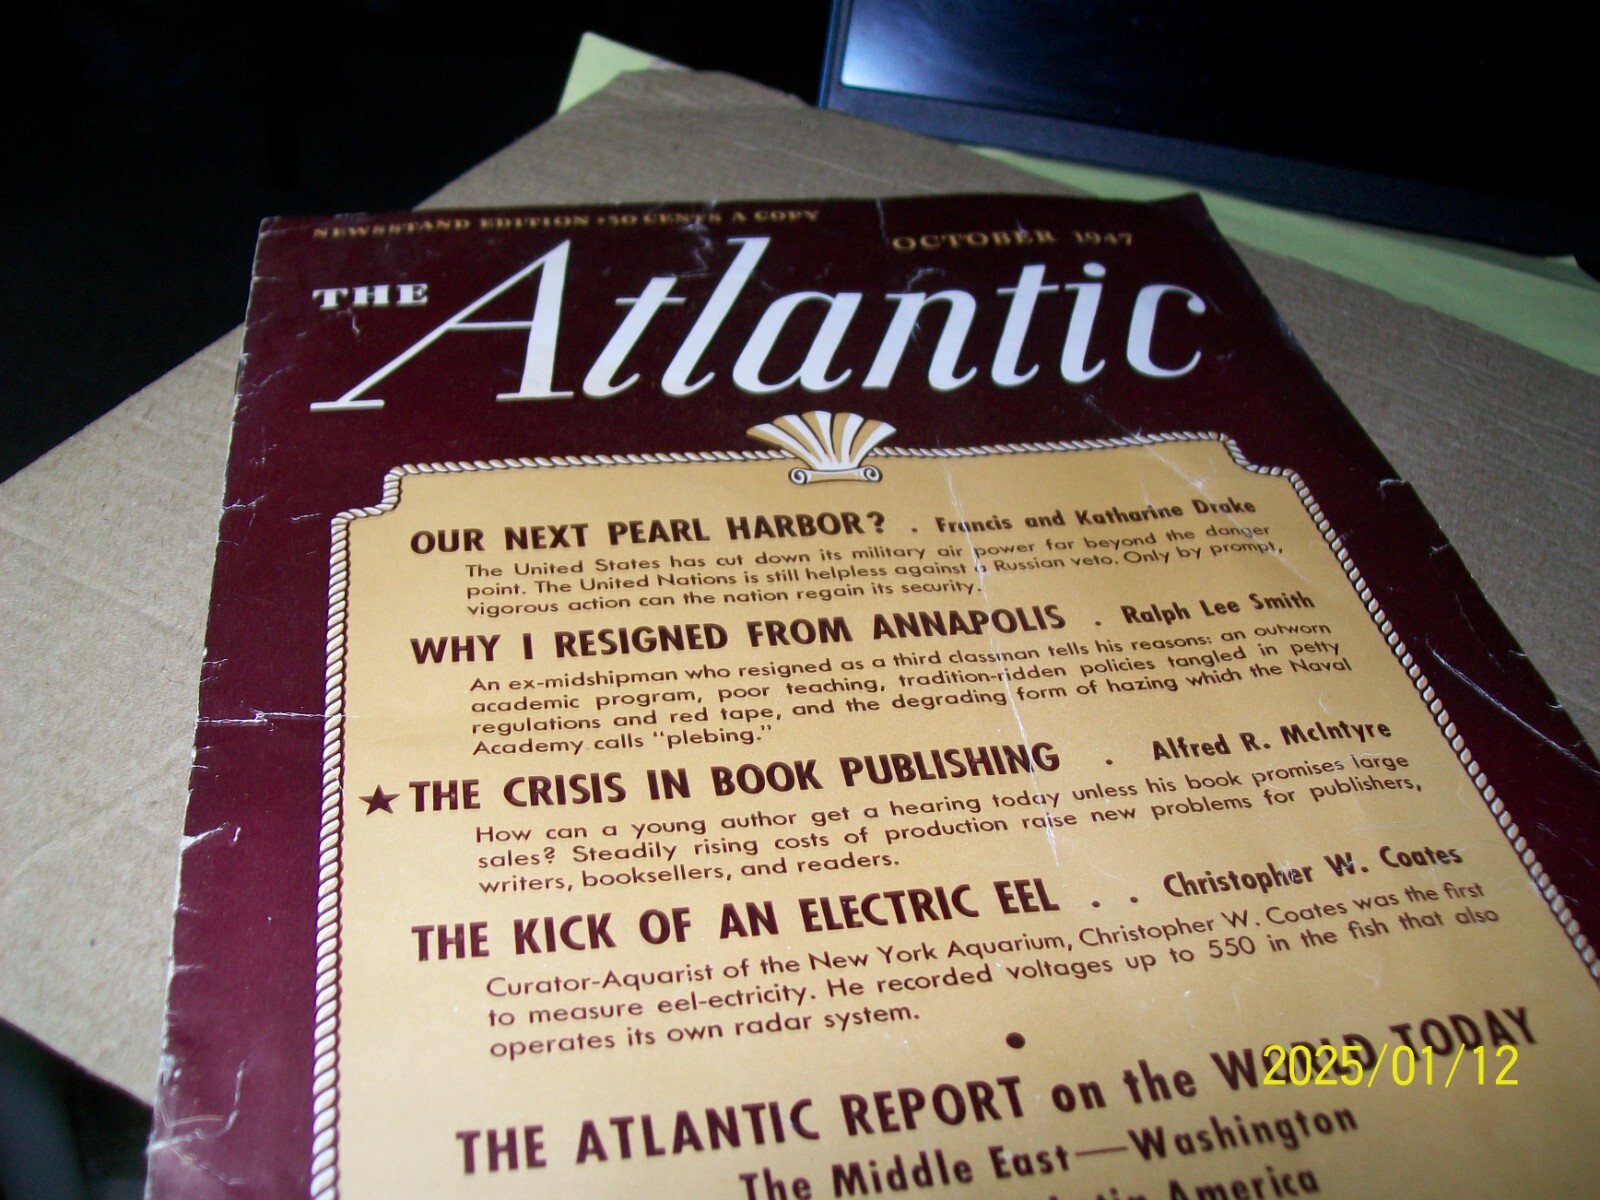 NEWSSTAND EDITION • 50 CENTS A COPY
OCTOBER 1947
THE Atlantic
OUR NEXT PEARL HARBOR? . Francis and Katharine Drake
The United States has cut down its military air power far beyond the danger
point. The United Nations is still helpless against a Russian veto. Only by prompt,
vigorous action can the nation regain its security.
WHY I RESIGNED FROM ANNAPOLIS . Ralph Lee Smith
An ex-midshipman who resigned as a third classman tells his reasons: an outworn
academic program, poor teaching, tradition-ridden policies tangled in petty
regulations and red tape, and the degrading form of hazing which the Naval
Academy calls "plebing."
★ THE CRISIS IN BOOK PUBLISHING . Alfred R. McIntyre
How can a young author get a hearing today unless his book promises large
sales? Steadily rising costs of production raise new problems for publishers,
writers, booksellers, and readers.
THE KICK OF AN ELECTRIC EEL . . Christopher W. Coates
Curator-Aquarist of the New York Aquarium, Christopher W. Coates was the first
to measure eel-ectricity. He recorded voltages up to 550 in the fish that also
operates its own radar system.
THE ATLANTIC REPORT on the WORLD TODAY
The Middle East—Washington
America
2025/01/12